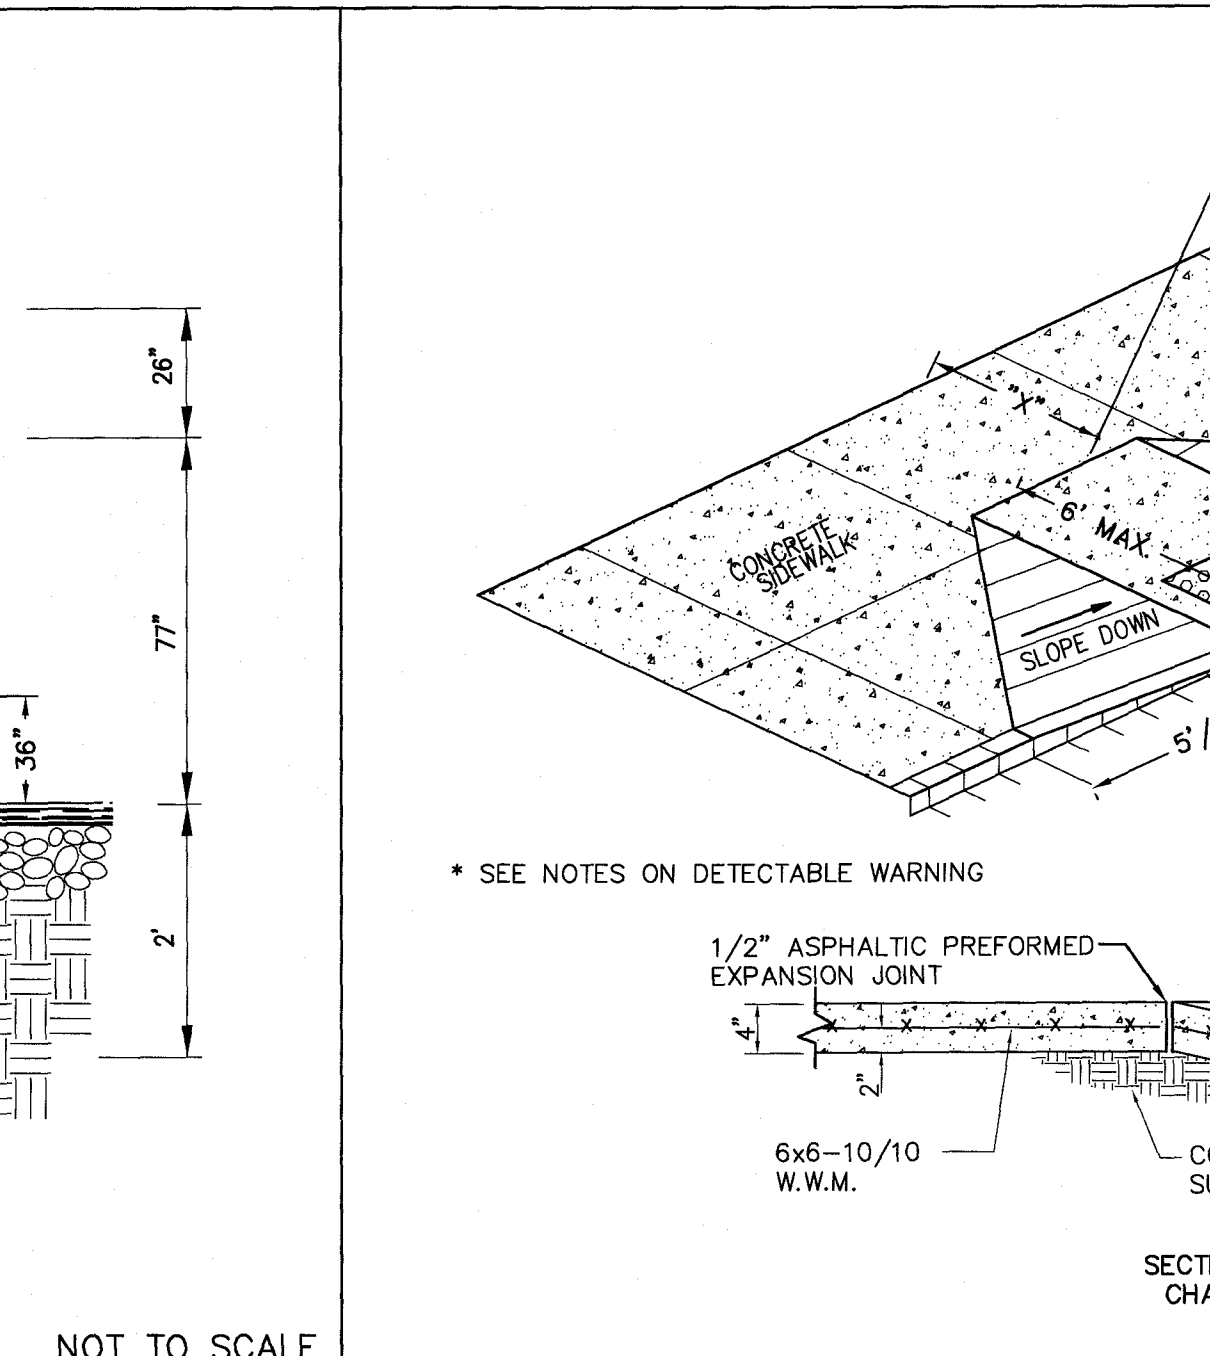 26"
77"
36"
2'
NOT TO SCALE
"X"
6' MAX.
CONCRETE
SIDEWALK
SLOPE DOWN
5'
* SEE NOTES ON DETECTABLE WARNING
1/2" ASPHALTIC PREFORMED
EXPANSION JOINT
4"
2"
6x6-10/10
W.W.M.